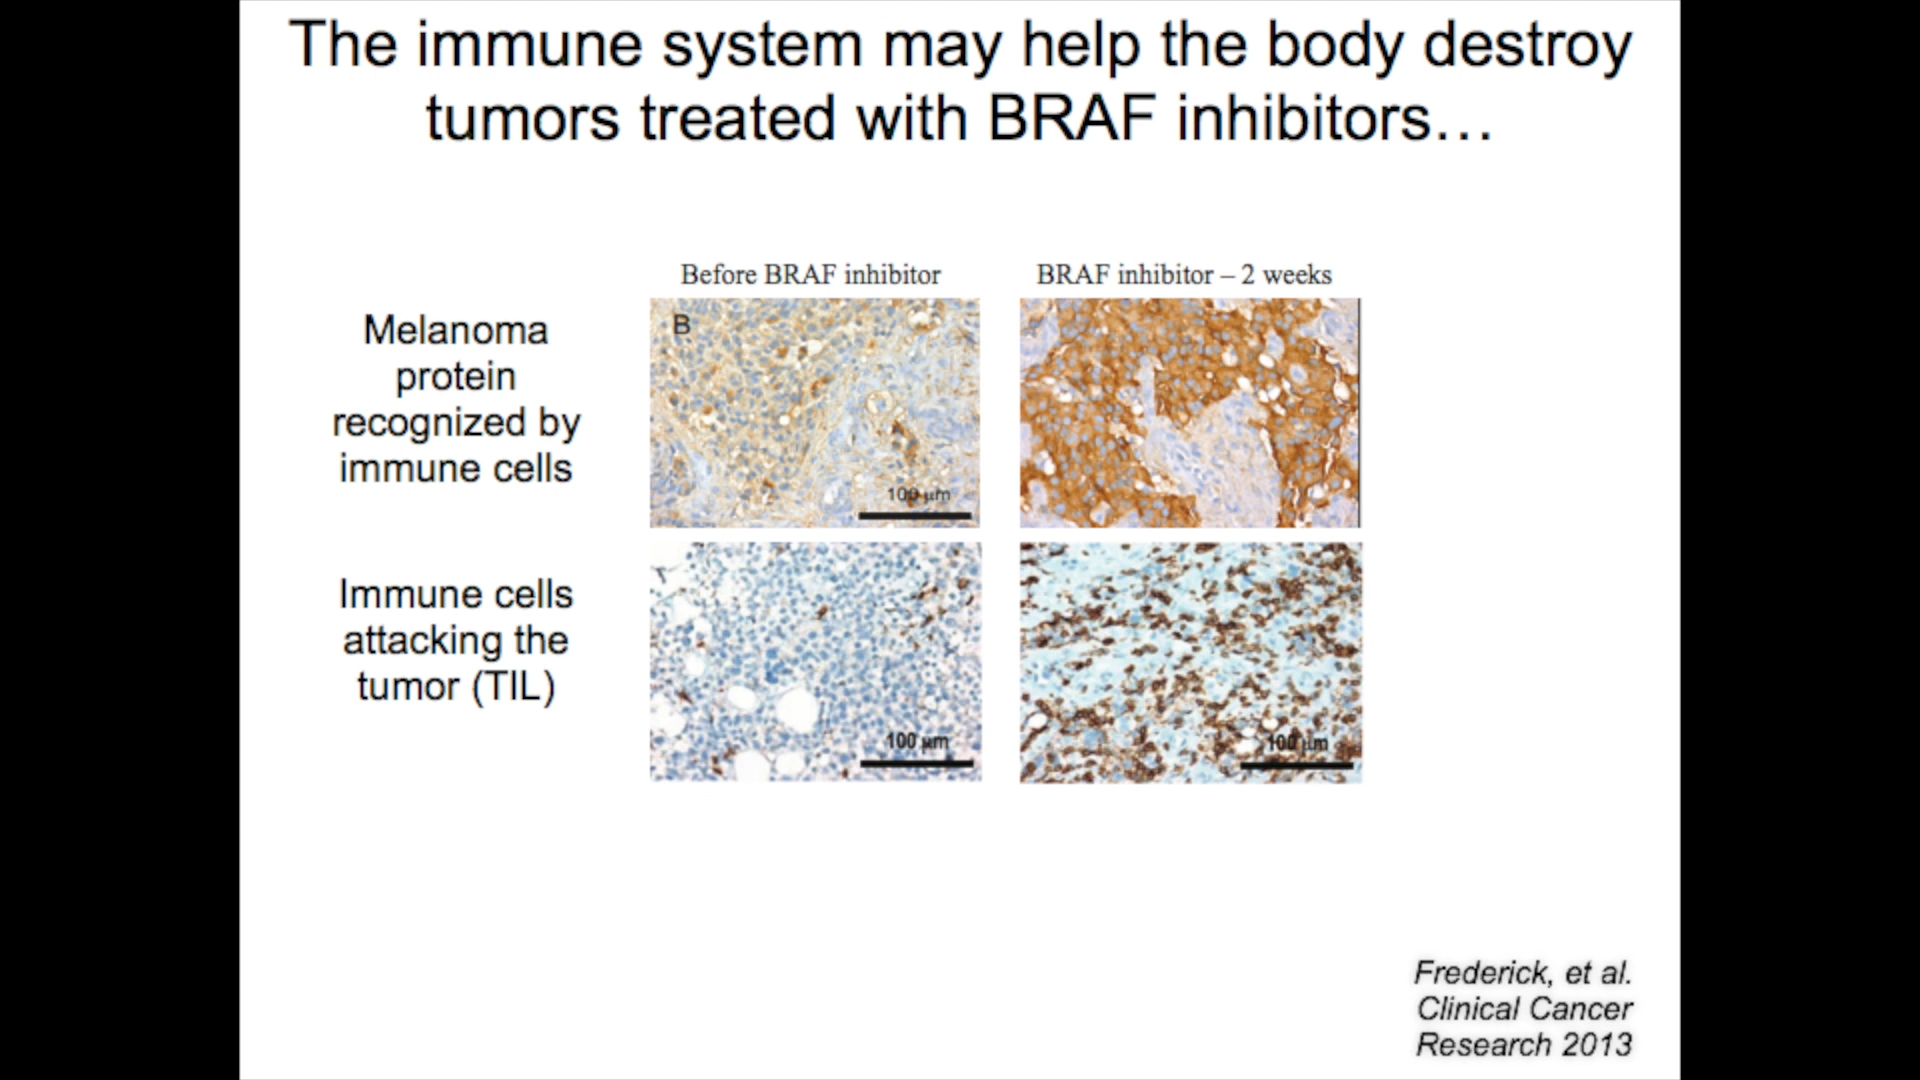 The immune system may help the body destroy
tumors treated with BRAF inhibitors…
Before BRAF inhibitor
BRAF inhibitor – 2 weeks
Melanoma
protein
recognized by
immune cells
B
100 µm
Immune cells
attacking the
tumor (TIL)
100 µm
100 µm
Frederick, et al.
Clinical Cancer
Research 2013